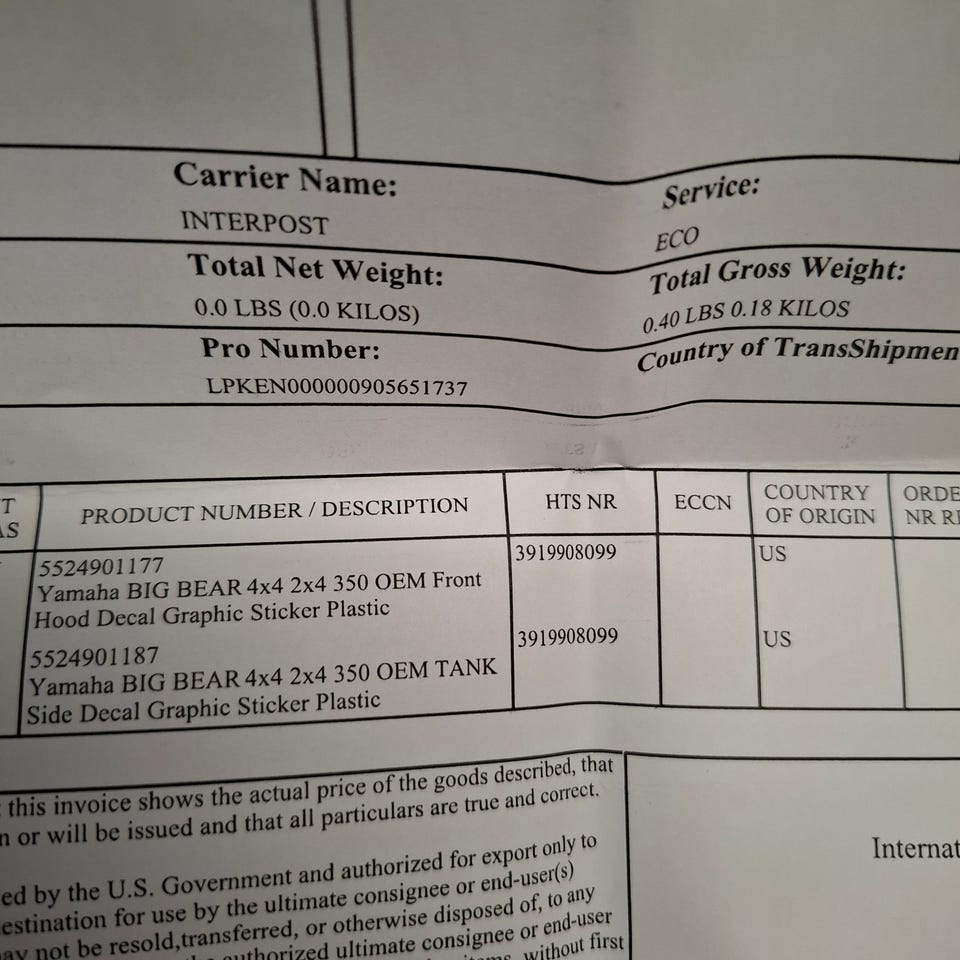 Carrier Name:
INTERPOST
Service:
ECO
Total Net Weight:
0.0 LBS (0.0 KILOS)
Total Gross Weight:
0.40 LBS 0.18 KILOS
Pro Number:
LPKEN000000905651737
Country of TransShipmen
T
AS
PRODUCT NUMBER / DESCRIPTION
HTS NR
ECCN
COUNTRY
OF ORIGIN
ORDE
NR R
5524901177
Yamaha BIG BEAR 4x4 2x4 350 OEM Front
Hood Decal Graphic Sticker Plastic
3919908099
US
5524901187
Yamaha BIG BEAR 4x4 2x4 350 OEM TANK
Side Decal Graphic Sticker Plastic
3919908099
US
this invoice shows the actual price of the goods described, that
n or will be issued and that all particulars are true and correct.
ed by the U.S. Government and authorized for export only to
estination for use by the ultimate consignee or end-user(s)
ay not be resold,transferred, or otherwise disposed of, to any
authorized ultimate consignee or end-user
without first
Internat